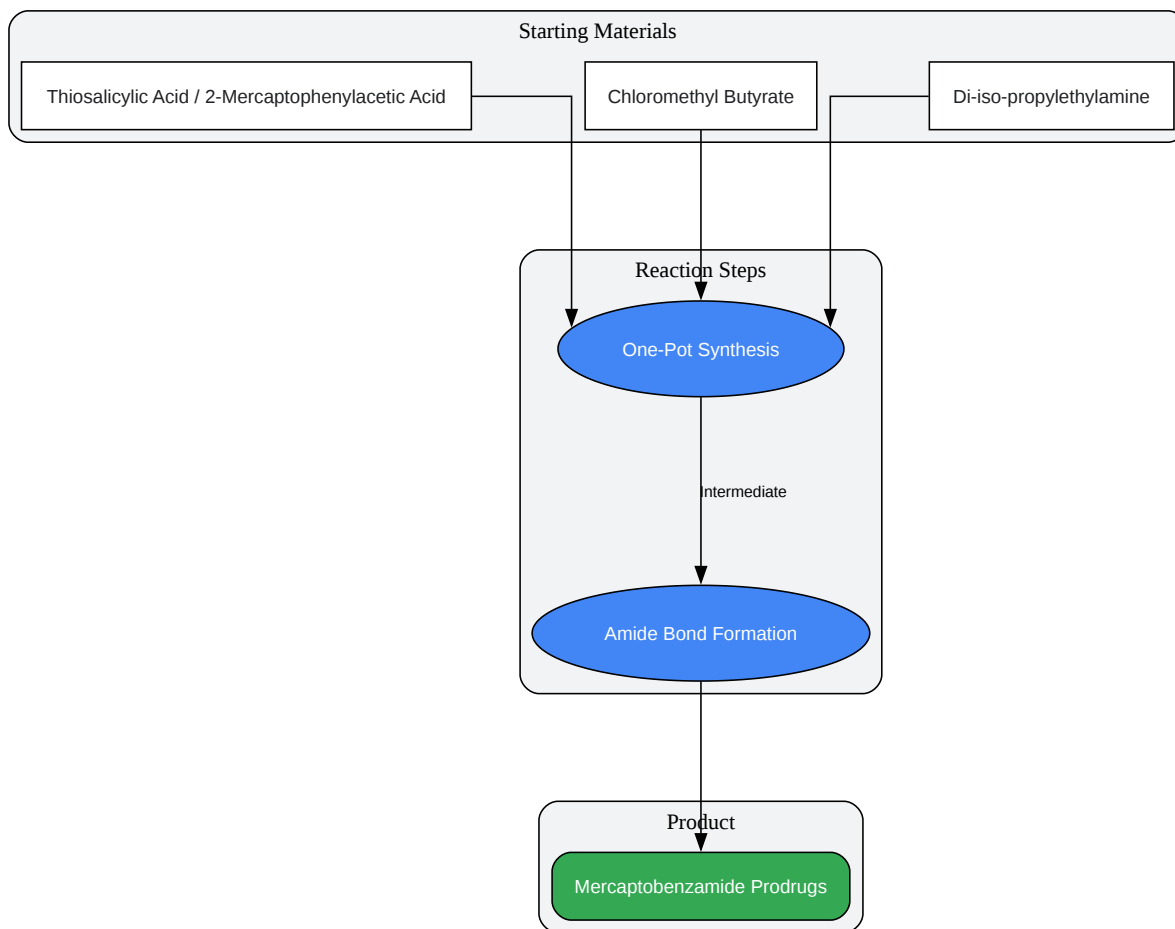 Starting Materials
Thiosalicylic Acid / 2-Mercaptophenylacetic Acid
Chloromethyl Butyrate
Di-iso-propylethylamine
Reaction Steps
One-Pot Synthesis
Intermediate
Amide Bond Formation
Product
Mercaptobenzamide Prodrugs